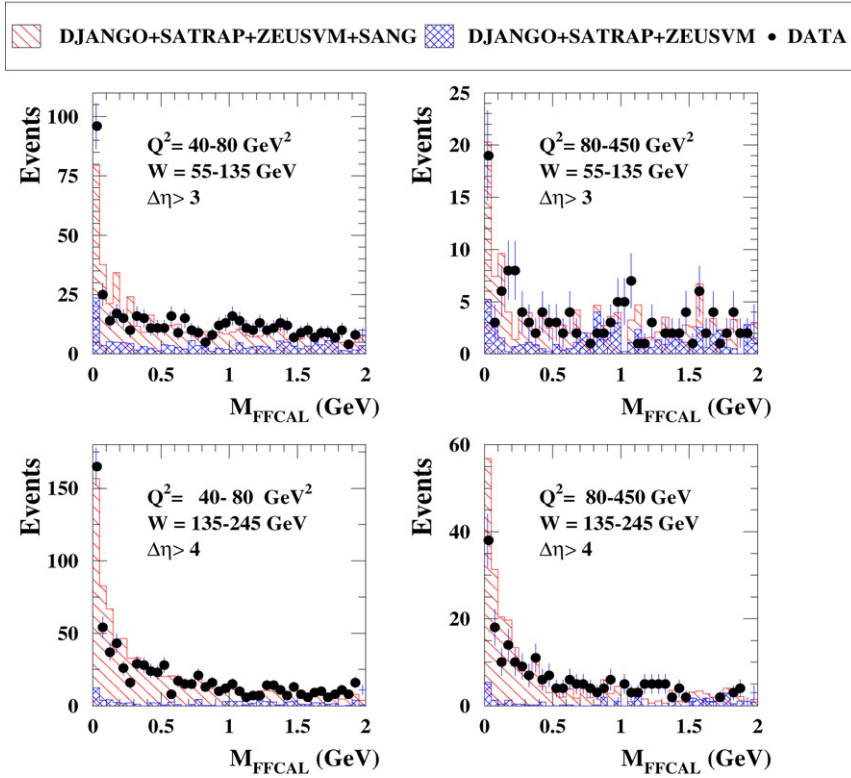 DJANGO+SATRAP+ZEUSVM+SANG DJANGO+SATRAP+ZEUSVM DATA
Events
100
75
50
25
0
Q²= 40-80 GeV²
W = 55-135 GeV
Δη> 3
0 0.5 1 1.5 2
M_FFCAL (GeV)
Events
25
20
15
10
5
0
Q²= 80-450 GeV²
W = 55-135 GeV
Δη> 3
0 0.5 1 1.5 2
M_FFCAL (GeV)
Events
150
100
50
0
Q²= 40- 80 GeV²
W = 135-245 GeV
Δη> 4
0 0.5 1 1.5 2
M_FFCAL (GeV)
Events
60
40
20
0
Q²= 80-450 GeV
W = 135-245 GeV
Δη> 4
0 0.5 1 1.5 2
M_FFCAL (GeV)